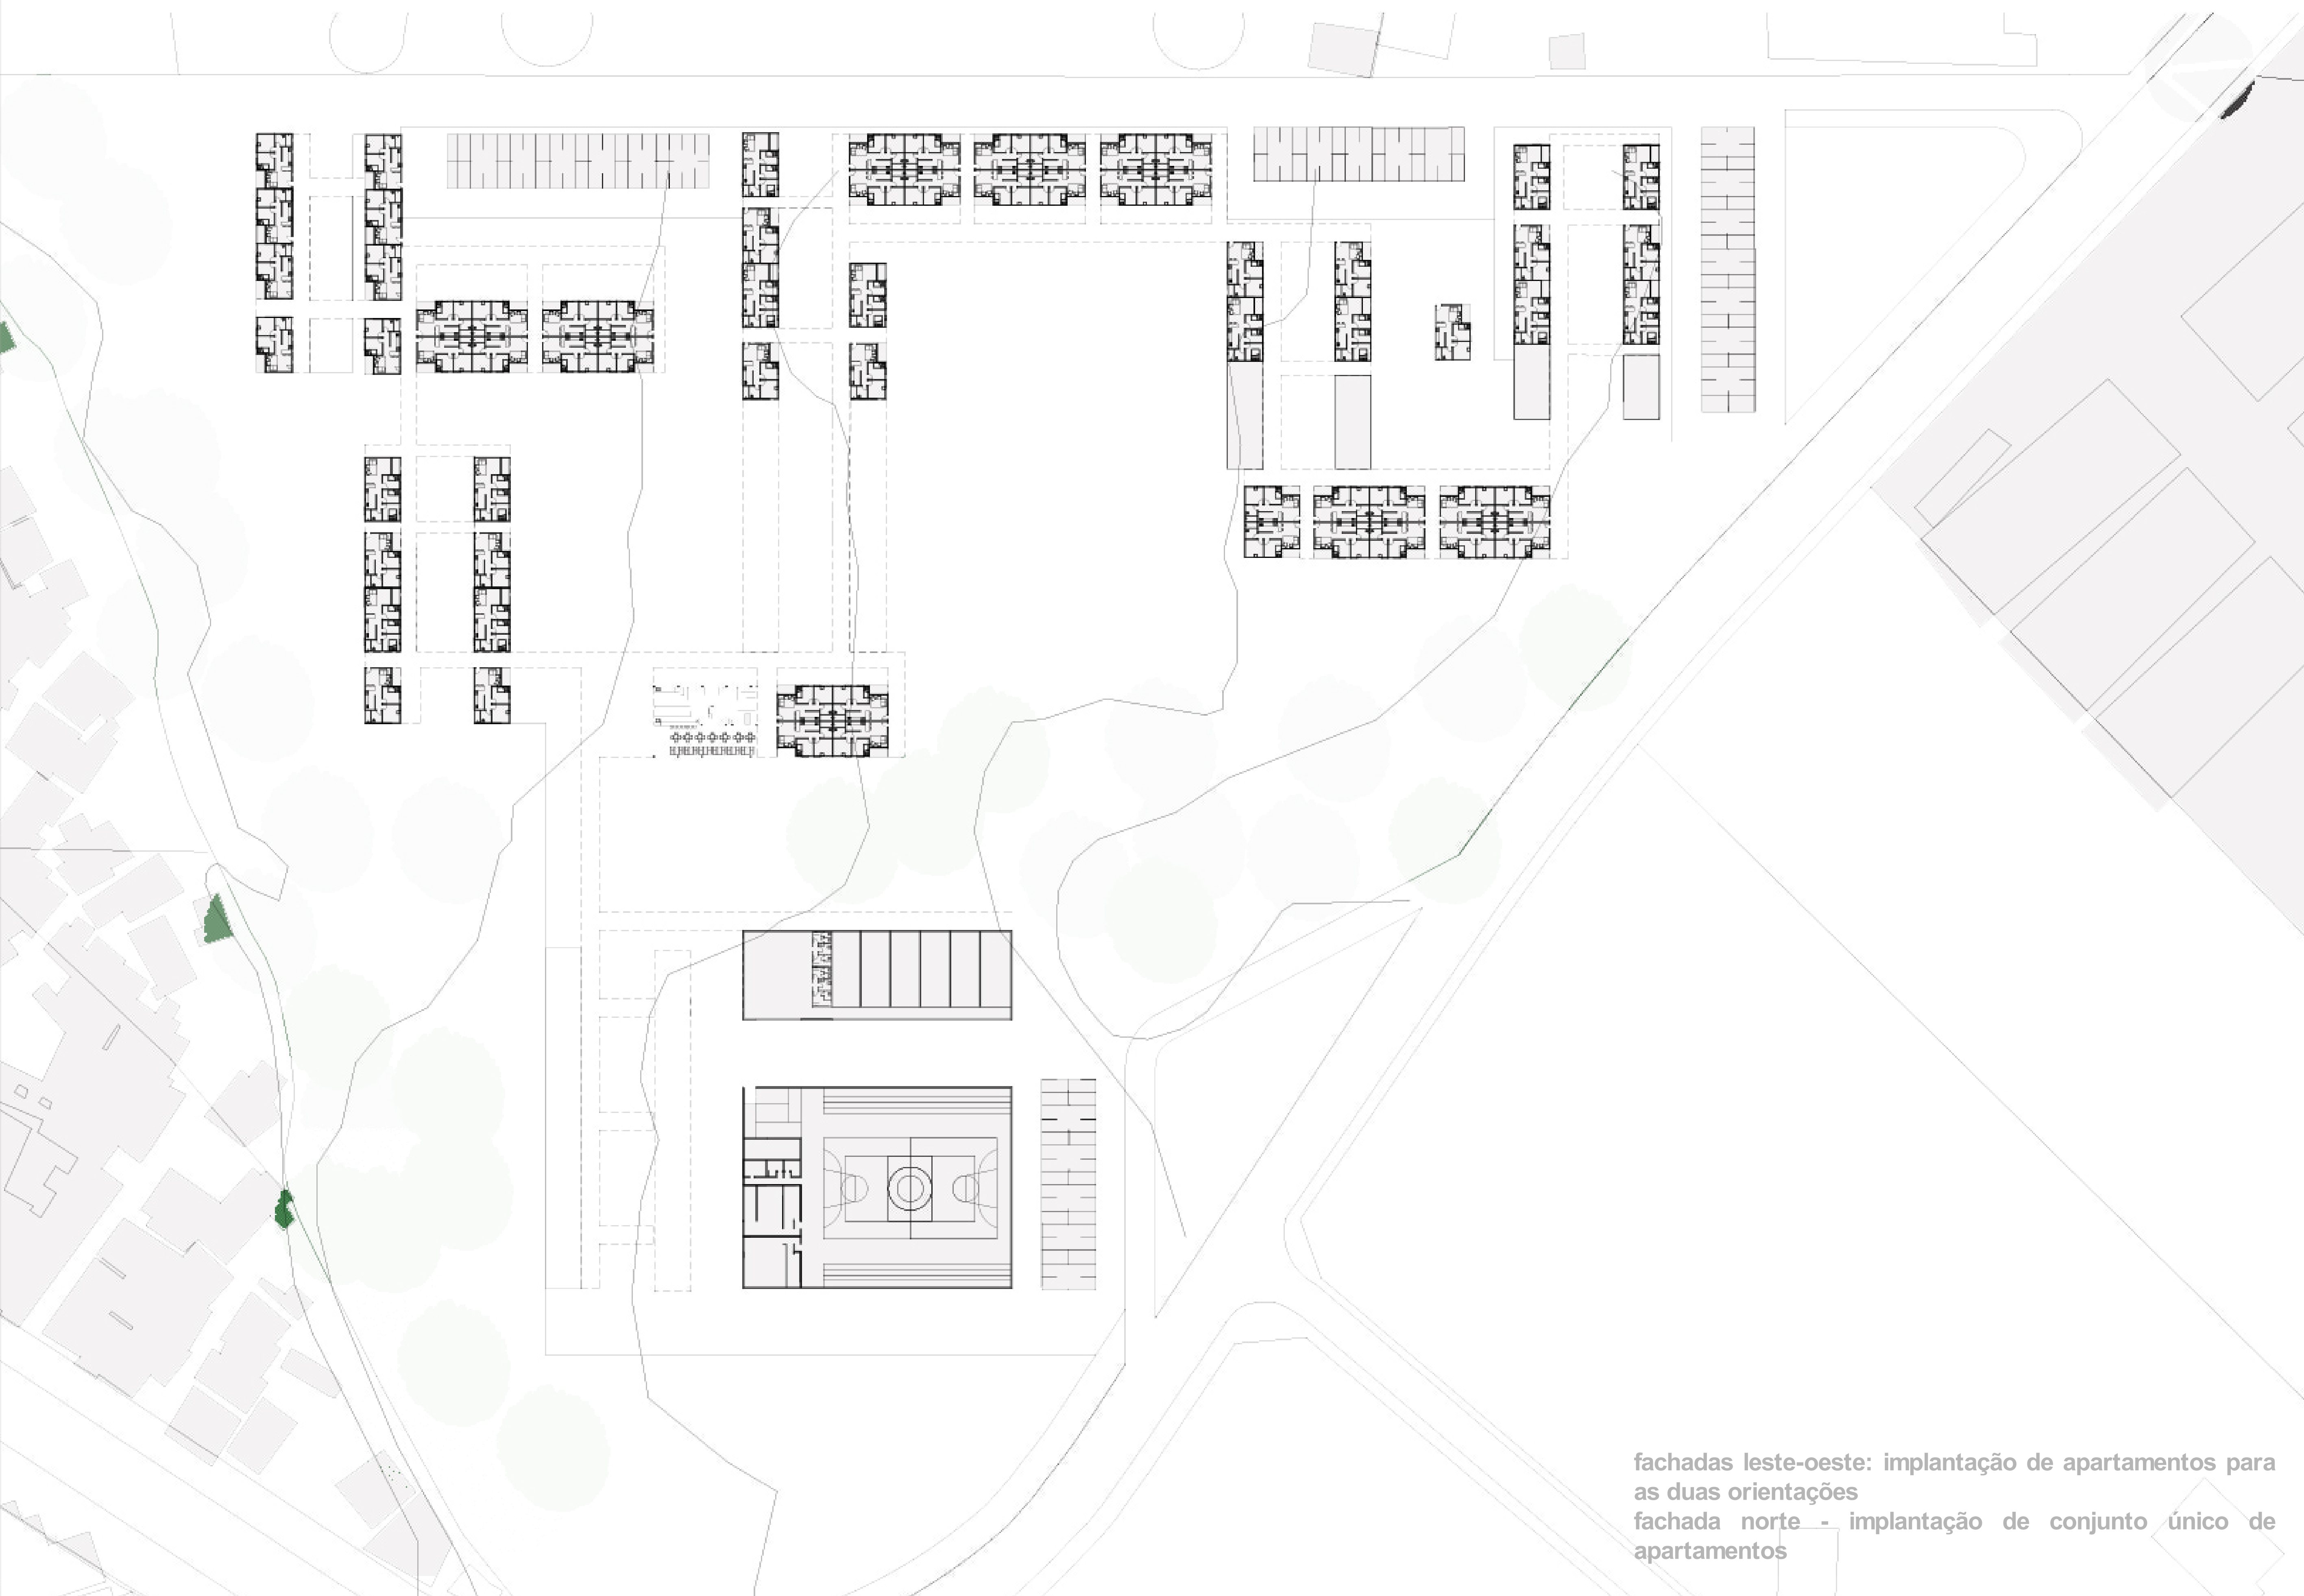 fachadas leste-oeste: implantação de apartamentos para
as duas orientações
fachada norte - implantação de conjunto único de
apartamentos